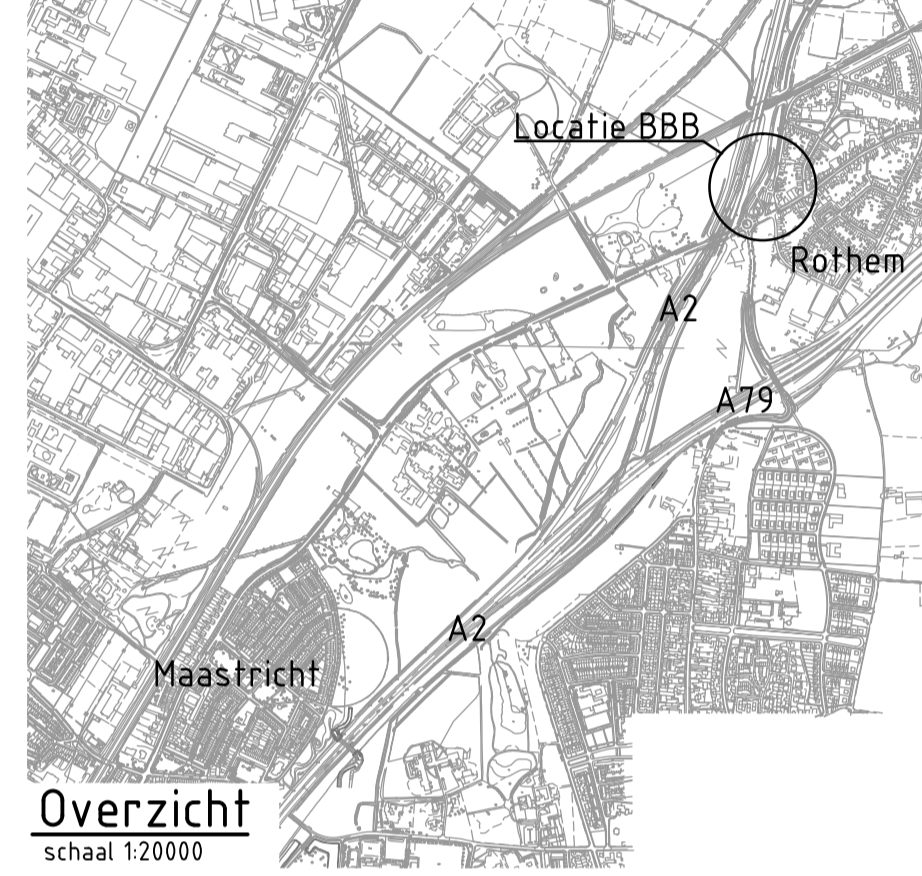 Locatie BBB
Rothem
A2
A79
A2
Maastricht
Overzicht
schaal 1:20000